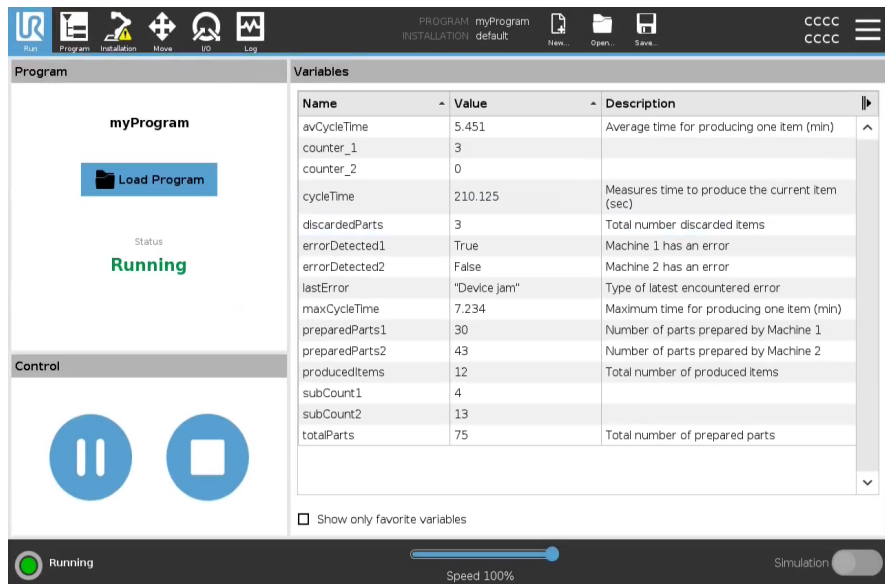 UR
Run
Program
Installation
Move
I/O
Log
PROGRAM myProgram
INSTALLATION default
New...
Open...
Save...
CCCC
CCCC
Program
myProgram
Load Program
Status
Running
Control
Variables
Name Value Description
avCycleTime 5.451 Average time for producing one item (min)
counter_1 3
counter_2 0
cycleTime 210.125 Measures time to produce the current item
(sec)
discardedParts 3 Total number discarded items
errorDetected1 True Machine 1 has an error
errorDetected2 False Machine 2 has an error
lastError "Device jam" Type of latest encountered error
maxCycleTime 7.234 Maximum time for producing one item (min)
preparedParts1 30 Number of parts prepared by Machine 1
preparedParts2 43 Number of parts prepared by Machine 2
producedItems 12 Total number of produced items
subCount1 4
subCount2 13
totalParts 75 Total number of prepared parts
Show only favorite variables
Running
Speed 100%
Simulation